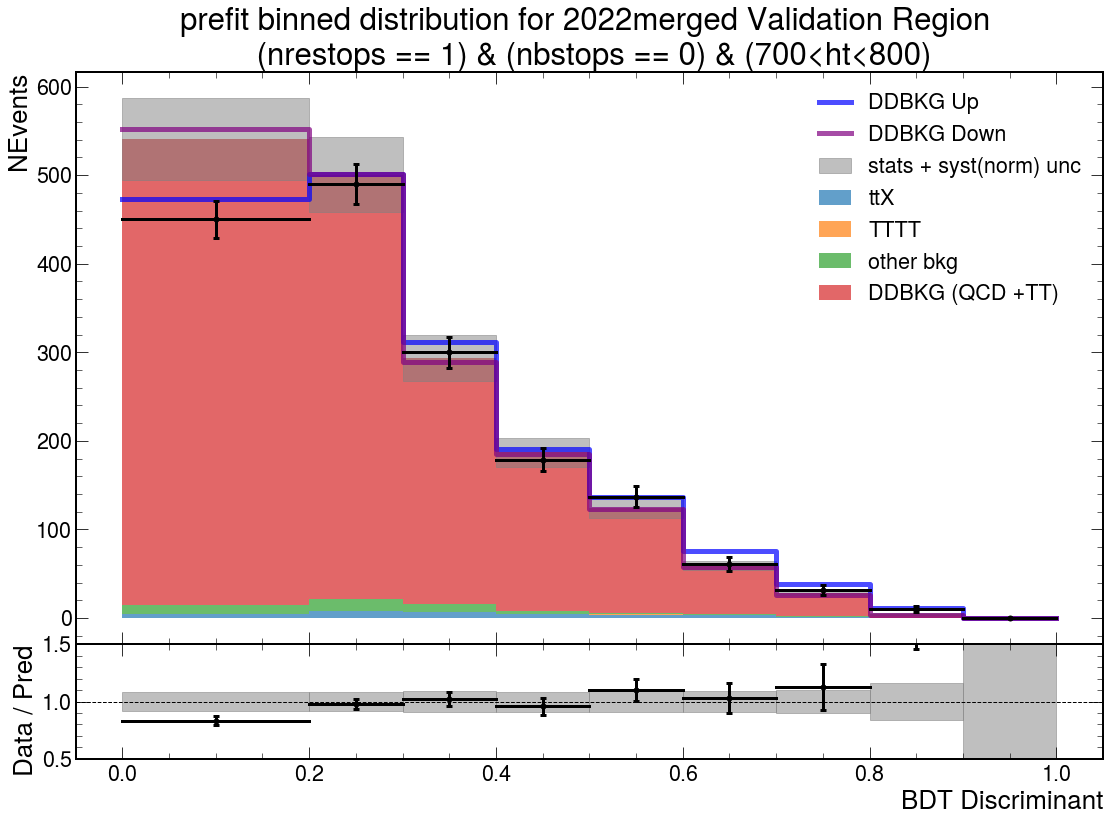 prefit binned distribution for 2022merged Validation Region
(nrestops == 1) & (nbstops == 0) & (700<ht<800)
NEvents
600
500
400
300
200
100
0
DDBKG Up
DDBKG Down
stats + syst(norm) unc
ttX
TTTT
other bkg
DDBKG (QCD +TT)
Data / Pred
1.5
1.0
0.5
0.0
0.2
0.4
0.6
0.8
1.0
BDT Discriminant